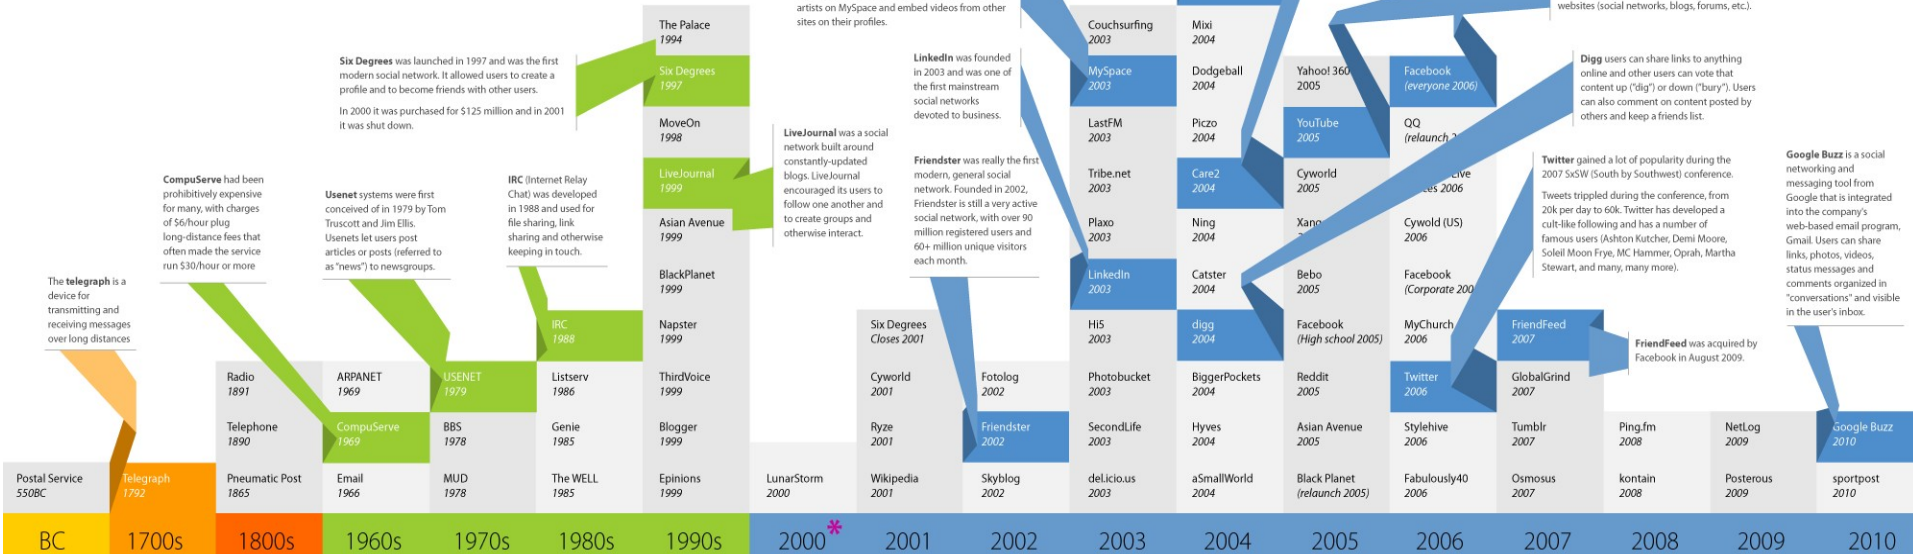 artists on MySpace and embed videos from other
sites on their profiles.
websites (social networks, blogs, forums, etc.).
Six Degrees was launched in 1997 and was the first
modern social network. It allowed users to create a
profile and to become friends with other users.
In 2000 it was purchased for $125 million and in 2001
it was shut down.
LinkedIn was founded
in 2003 and was one of
the first mainstream
social networks
devoted to business.
Digg users can share links to anything
online and other users can vote that
content up ("dig") or down ("bury"). Users
can also comment on content posted by
others and keep a friends list.
LiveJournal was a social
network built around
constantly-updated
blogs. LiveJournal
encouraged its users to
follow one another and
to create groups and
otherwise interact.
Friendster was really the first
modern, general social
network. Founded in 2002,
Friendster is still a very active
social network, with over 90
million registered users and
60+ million unique visitors
each month.
Twitter gained a lot of popularity during the
2007 SxSW (South by Southwest) conference.
Tweets trippled during the conference, from
20k per day to 60k. Twitter has developed a
cult-like following and has a number of
famous users (Ashton Kutcher, Demi Moore,
Soleil Moon Frye, MC Hammer, Oprah, Martha
Stewart, and many, many more).
Google Buzz is a social
networking and
messaging tool from
Google that is integrated
into the company's
web-based email program,
Gmail. Users can share
links, photos, videos,
status messages and
comments organized in
"conversations" and visible
in the user's inbox.
CompuServe had been
prohibitively expensive
for many, with charges
of $6/hour plug
long-distance fees that
often made the service
run $30/hour or more
Usenet systems were first
conceived of in 1979 by Tom
Truscott and Jim Ellis.
Usenets let users post
articles or posts (referred to
as "news") to newsgroups.
IRC (Internet Relay
Chat) was developed
in 1988 and used for
file sharing, link
sharing and otherwise
keeping in touch.
The telegraph is a
device for
transmitting and
receiving messages
over long distances
FriendFeed was acquired by
Facebook in August 2009.
Postal Service
550BC
BC
Telegraph
1792
1700s
Radio
1891
Telephone
1890
Pneumatic Post
1865
1800s
ARPANET
1969
CompuServe
1969
Email
1966
1960s
USENET
1979
BBS
1978
MUD
1978
1970s
IRC
1988
Listserv
1986
Genie
1985
The WELL
1985
1980s
The Palace
1994
Six Degrees
1997
MoveOn
1998
LiveJournal
1999
Asian Avenue
1999
BlackPlanet
1999
Napster
1999
ThirdVoice
1999
Blogger
1999
Epinions
1999
1990s
LunarStorm
2000
2000*
Six Degrees
Closes 2001
Cyworld
2001
Ryze
2001
Wikipedia
2001
2001
Fotolog
2002
Friendster
2002
Skyblog
2002
2002
Couchsurfing
2003
MySpace
2003
LastFM
2003
Tribe.net
2003
Plaxo
2003
LinkedIn
2003
Hi5
2003
Photobucket
2003
SecondLife
2003
del.icio.us
2003
2003
Mixi
2004
Dodgeball
2004
Piczo
2004
Care2
2004
Ning
2004
Catster
2004
digg
2004
BiggerPockets
2004
Hyves
2004
aSmallWorld
2004
2004
Yahoo! 360
2005
YouTube
2005
Cyworld
2005
Bebo
2005
Facebook
(High school 2005)
Reddit
2005
Asian Avenue
2005
Black Planet
(relaunch 2005)
2005
Facebook
(everyone 2006)
QQ
(relaunch
2006
Cywold (US)
2006
Facebook
(Corporate
MyChurch
2006
Twitter
2006
Stylehive
2006
Fabulously40
2006
2006
FriendFeed
2007
GlobalGrind
2007
Tumblr
2007
Osmosus
2007
2007
Ping.fm
2008
kontain
2008
2008
NetLog
2009
Posterous
2009
2009
Google Buzz
2010
sportpost
2010
2010